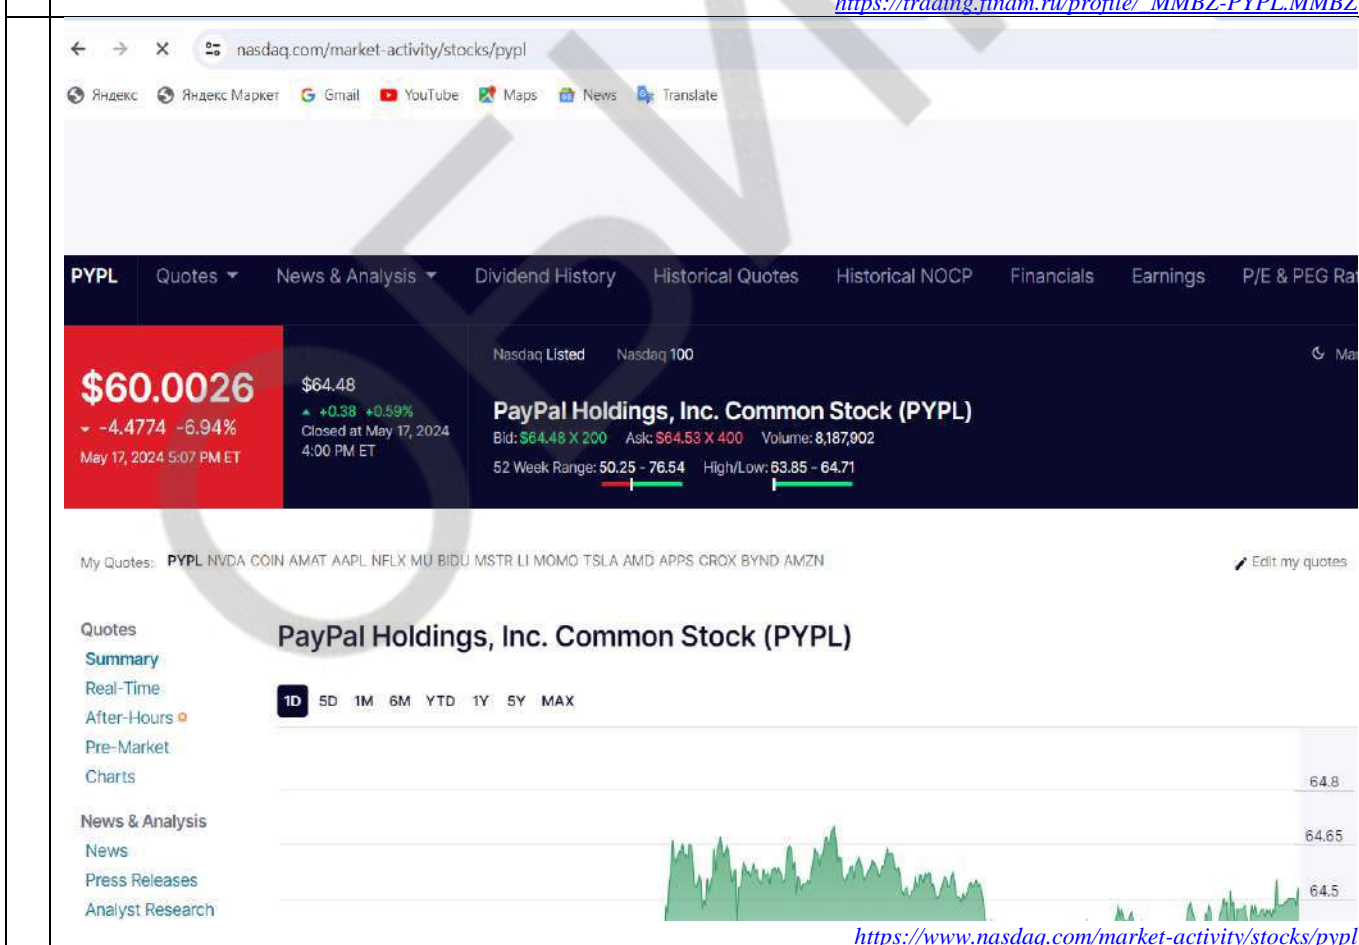 https://trading.finam.ru/profile/_MMBZ-PYPL.MMBZ
nasdaq.com/market-activity/stocks/pypl
Яндекс Яндекс Маркет Gmail YouTube Maps News Translate
PYPL Quotes News & Analysis Dividend History Historical Quotes Historical NOCP Financials Earnings P/E & PEG Rat
Nasdaq Listed Nasdaq 100 Mar
$60.0026 $64.48
-4.4774 -6.94% +0.38 +0.59% PayPal Holdings, Inc. Common Stock (PYPL)
May 17, 2024 5:07 PM ET Closed at May 17, 2024 Bid: $64.48 X 200 Ask: $64.53 X 400 Volume: 8,187,902
4:00 PM ET
52 Week Range: 50.25 - 76.54 High/Low: 63.85 - 64.71
My Quotes: PYPL NVDA COIN AMAT AAPL NFLX MU BIDU MSTR LI MOMO TSLA AMD APPS CROX BYND AMZN Edit my quotes
Quotes
PayPal Holdings, Inc. Common Stock (PYPL)
Summary
Real-Time
1D 5D 1M 6M YTD 1Y 5Y MAX
After-Hours
Pre-Market
Charts
64.8
News & Analysis
64.65
News
Press Releases
64.5
Analyst Research
https://www.nasdaq.com/market-activity/stocks/pypl